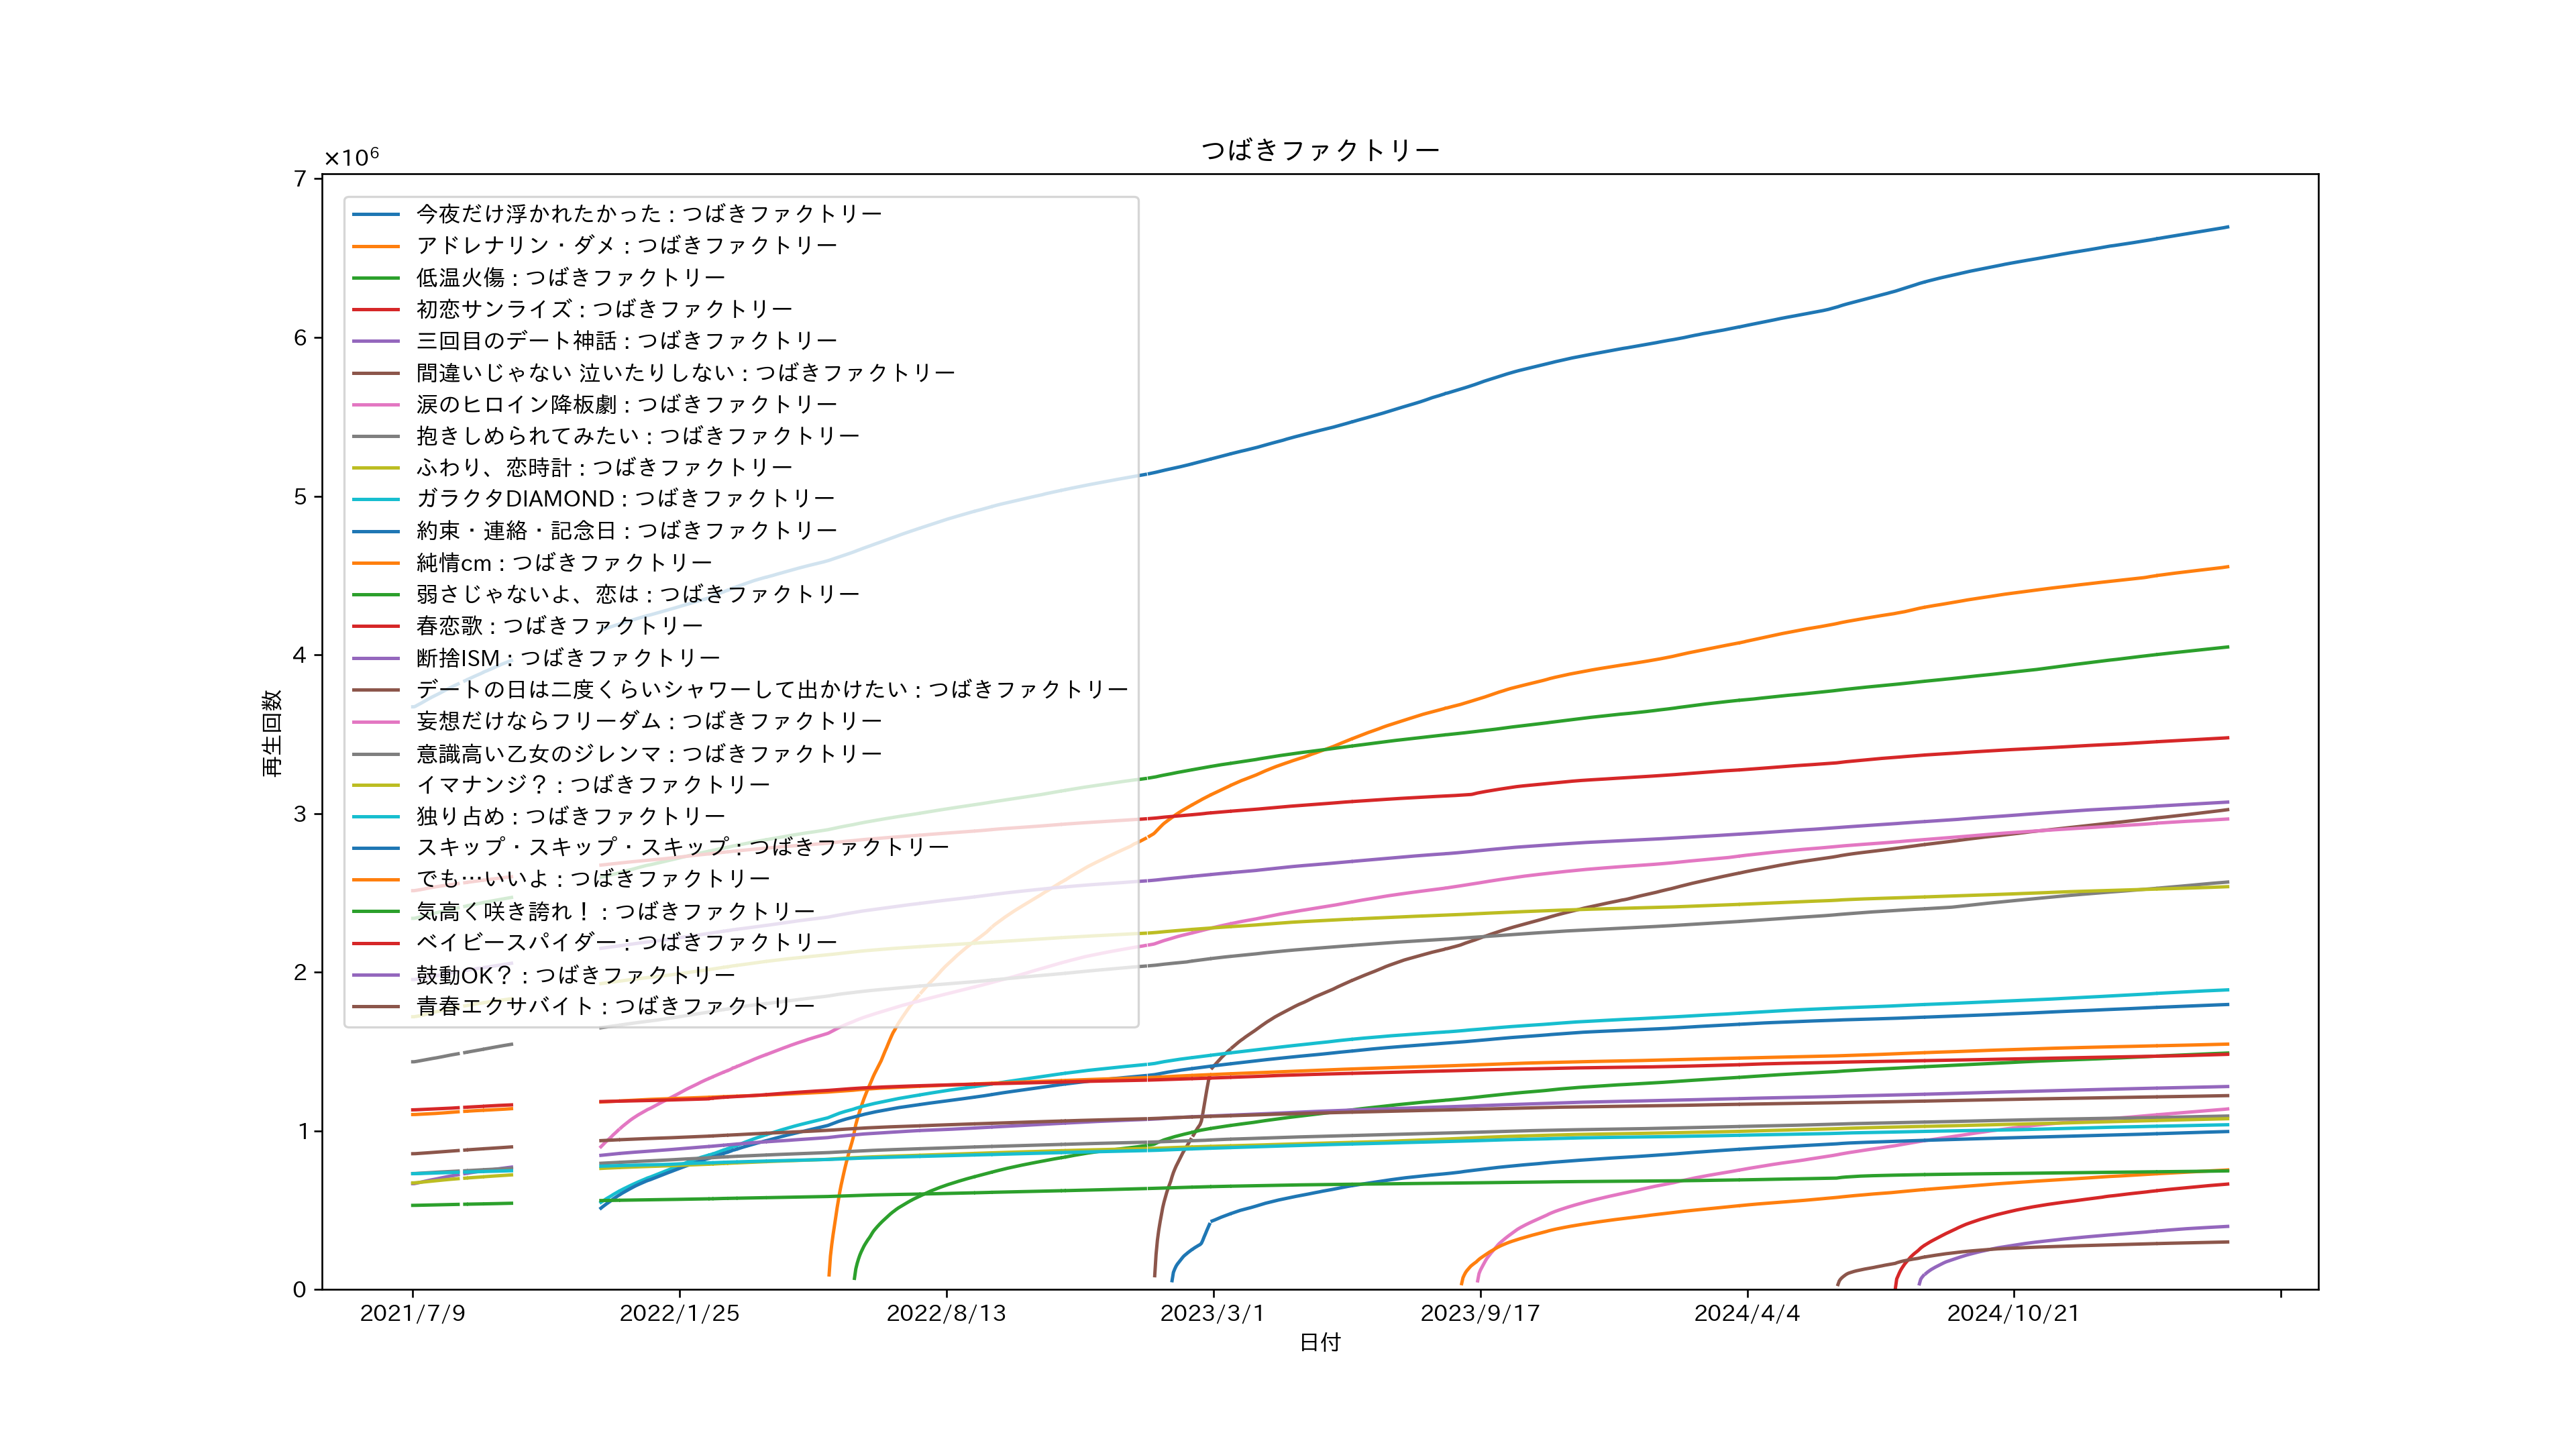 つばきファクトリー
×10⁶
7
6
5
4
3
2
1
0
再生回数
今夜だけ浮かれたかった : つばきファクトリー
アドレナリン・ダメ : つばきファクトリー
低温火傷 : つばきファクトリー
初恋サンライズ : つばきファクトリー
三回目のデート神話 : つばきファクトリー
間違いじゃない 泣いたりしない : つばきファクトリー
涙のヒロイン降板劇 : つばきファクトリー
抱きしめられてみたい : つばきファクトリー
ふわり、恋時計 : つばきファクトリー
ガラクタDIAMOND : つばきファクトリー
約束・連絡・記念日 : つばきファクトリー
純情cm : つばきファクトリー
弱さじゃないよ、恋は : つばきファクトリー
春恋歌 : つばきファクトリー
断捨ISM : つばきファクトリー
デートの日は二度くらいシャワーして出かけたい : つばきファクトリー
妄想だけならフリーダム : つばきファクトリー
意識高い乙女のジレンマ : つばきファクトリー
イマナンジ？ : つばきファクトリー
独り占め : つばきファクトリー
スキップ・スキップ・スキップ : つばきファクトリー
でも…いいよ : つばきファクトリー
気高く咲き誇れ！ : つばきファクトリー
ベイビースパイダー : つばきファクトリー
鼓動OK？ : つばきファクトリー
青春エクサバイト : つばきファクトリー
2021/7/9 2022/1/25 2022/8/13 2023/3/1 2023/9/17 2024/4/4 2024/10/21
日付